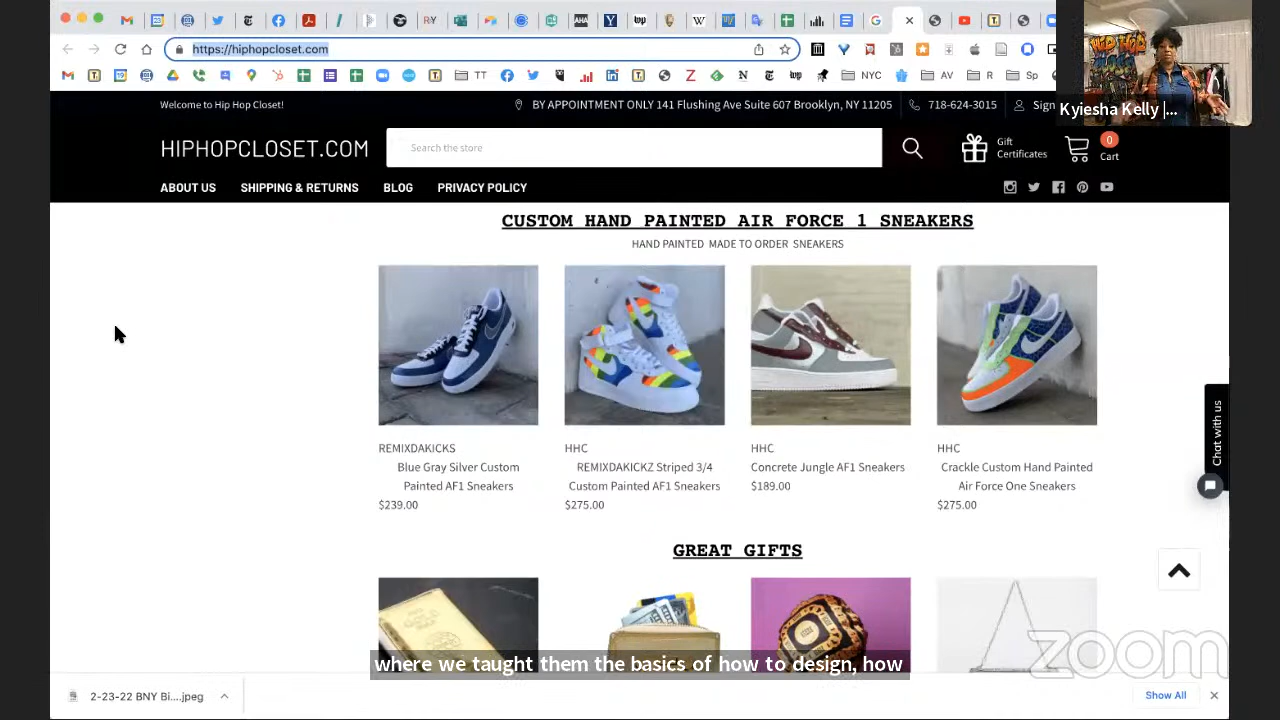 https://hiphopcloset.com
TT
NYC
AV
R
Sp
Kyiesha Kelly |...
Welcome to Hip Hop Closet!
BY APPOINTMENT ONLY 141 Flushing Ave Suite 607 Brooklyn, NY 11205
718-624-3015
Sign
HIPHOPCLOSET.COM
Search the store
Gift
Certificates
0
Cart
ABOUT US
SHIPPING & RETURNS
BLOG
PRIVACY POLICY
CUSTOM HAND PAINTED AIR FORCE 1 SNEAKERS
HAND PAINTED MADE TO ORDER SNEAKERS
REMIXDAKICKS
Blue Gray Silver Custom
Painted AF1 Sneakers
$239.00
HHC
REMIXDAKICKZ Striped 3/4
Custom Painted AF1 Sneakers
$275.00
HHC
Concrete Jungle AF1 Sneakers
$189.00
HHC
Crackle Custom Hand Painted
Air Force One Sneakers
$275.00
Chat with us
GREAT GIFTS
where we taught them the basics of how to design, how
zoom
2-23-22 BNY Bi....jpeg
Show All